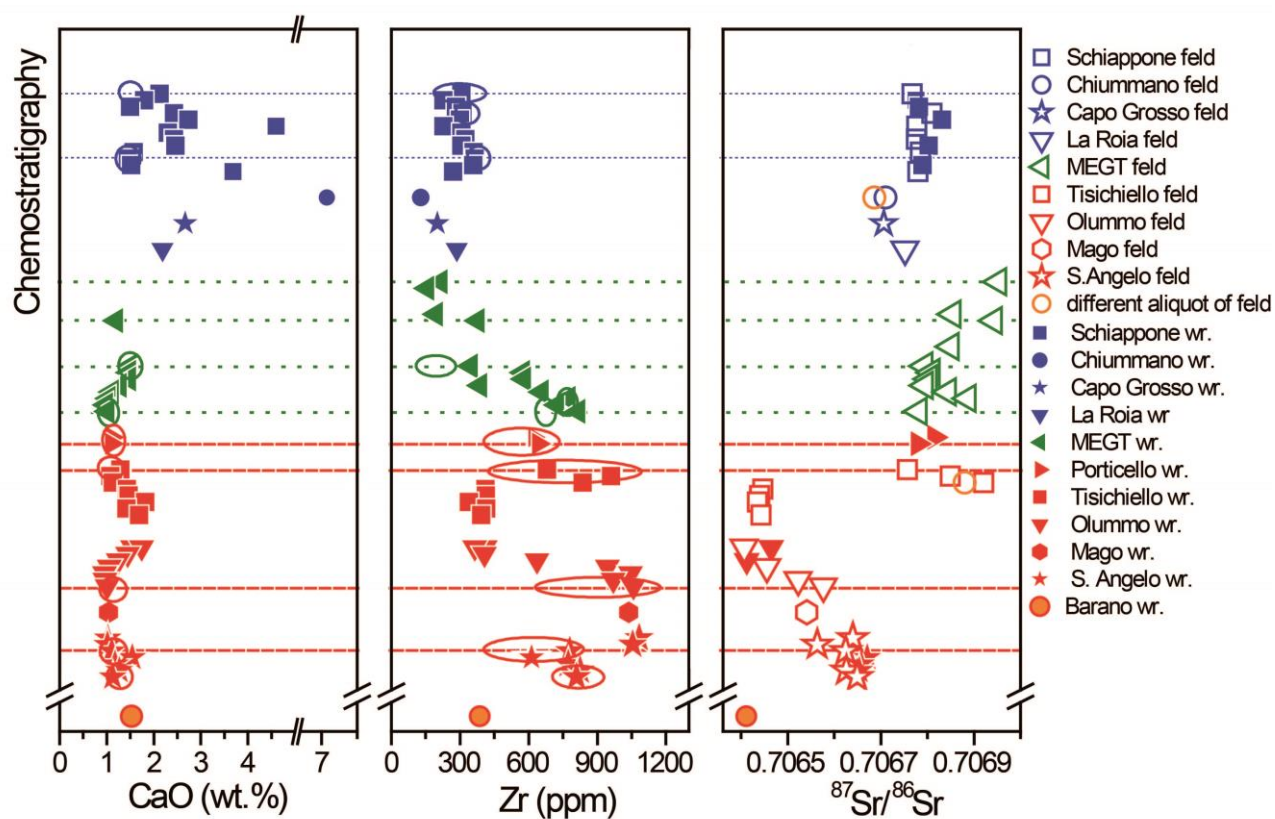 Chemostratigraphy
0 1 2 3 4 7
CaO (wt.%)
0 300 600 900 1200
Zr (ppm)
0.7065 0.7067 0.7069
⁸⁷Sr/⁸⁶Sr
Schiappone feld
Chiummano feld
Capo Grosso feld
La Roia feld
MEGT feld
Tisichiello feld
Olummo feld
Mago feld
S.Angelo feld
different aliquot of feld
Schiappone wr.
Chiummano wr.
Capo Grosso wr.
La Roia wr
MEGT wr.
Porticello wr.
Tisichiello wr.
Olummo wr.
Mago wr.
S. Angelo wr.
Barano wr.